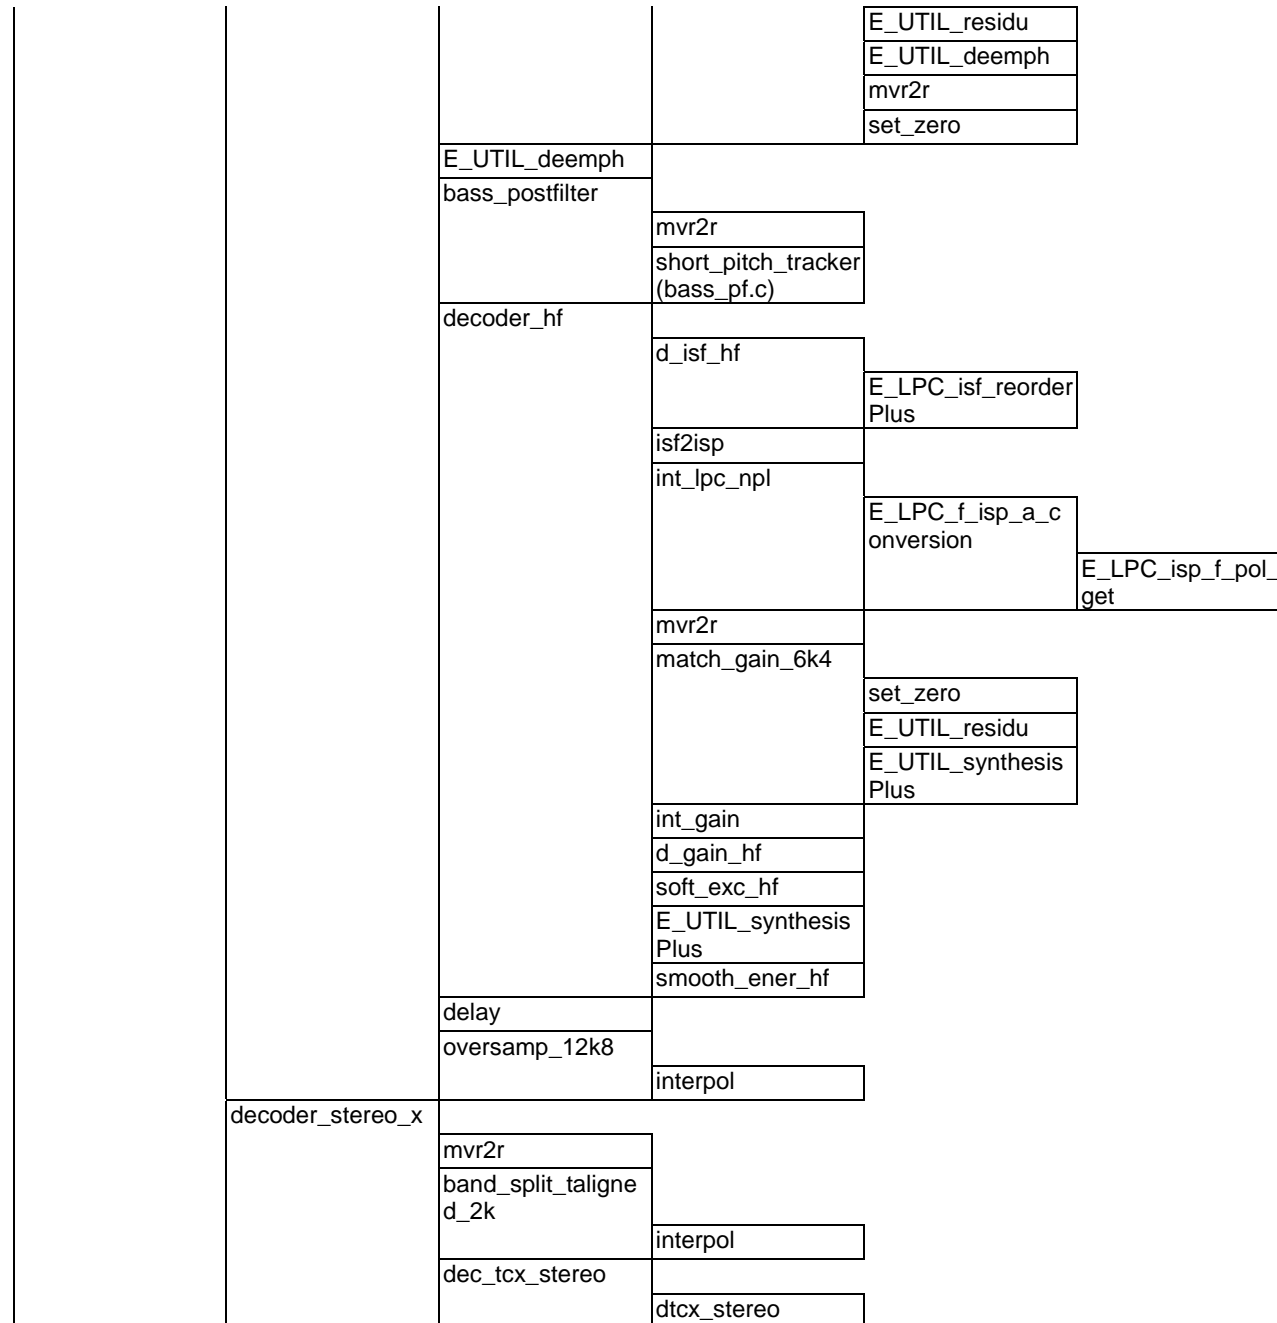 E_UTIL_residu
E_UTIL_deemph
mvr2r
set_zero
E_UTIL_deemph
bass_postfilter
mvr2r
short_pitch_tracker
(bass_pf.c)
decoder_hf
d_isf_hf
E_LPC_isf_reorder
Plus
isf2isp
int_lpc_npl
E_LPC_f_isp_a_c
onversion
E_LPC_isp_f_pol_
get
mvr2r
match_gain_6k4
set_zero
E_UTIL_residu
E_UTIL_synthesis
Plus
int_gain
d_gain_hf
soft_exc_hf
E_UTIL_synthesis
Plus
smooth_ener_hf
delay
oversamp_12k8
interpol
decoder_stereo_x
mvr2r
band_split_taligne
d_2k
interpol
dec_tcx_stereo
dtcx_stereo